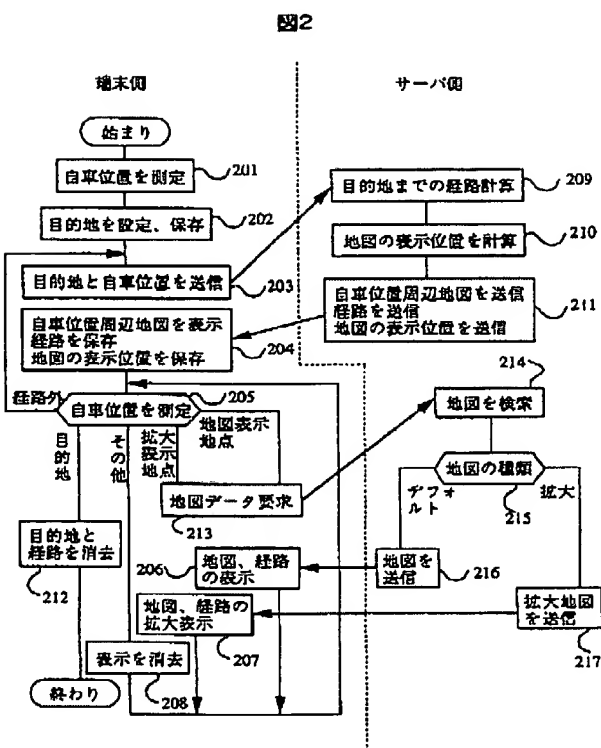 図2
端末側
サーバ側
始まり
自車位置を測定
201
目的地を設定、保存
202
目的地と自車位置を送信
203
目的地までの経路計算
209
地図の表示位置を計算
210
自車位置周辺地図を送信
経路を送信
地図の表示位置を送信
211
自車位置周辺地図を表示
経路を保存
地図の表示位置を保存
204
経路外
自車位置を測定
205
目的地
その他
拡大
表示
地点
地図表示
地点
地図データ要求
213
214
地図を検索
地図の種類
215
デフォ
ルト
拡大
目的地と
経路を消去
212
206
地図、経路
の表示
地図を
送信
216
地図、経路の
拡大表示
207
拡大地図
を送信
217
表示を消去
208
終わり